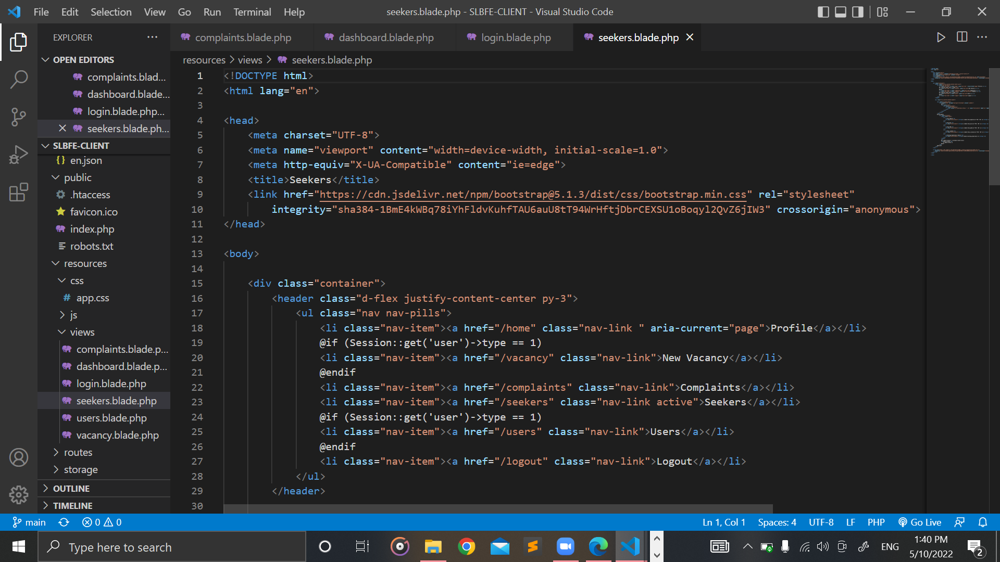 File Edit Selection View Go Run Terminal Help
seekers.blade.php - SLBFE-CLIENT - Visual Studio Code
EXPLORER
OPEN EDITORS
complaints.blad...
dashboard.blade...
login.blade.php...
seekers.blade.ph...
SLBFE-CLIENT
{} en.json
public
.htaccess
favicon.ico
index.php
robots.txt
resources
css
# app.css
js
views
complaints.blade.p...
dashboard.blade.p...
login.blade.php
seekers.blade.php
users.blade.php
vacancy.blade.php
routes
storage
OUTLINE
TIMELINE
complaints.blade.php dashboard.blade.php login.blade.php seekers.blade.php
resources > views > seekers.blade.php
1 <!DOCTYPE html>
2 <html lang="en">
3
4 <head>
5 <meta charset="UTF-8">
6 <meta name="viewport" content="width=device-width, initial-scale=1.0">
7 <meta http-equiv="X-UA-Compatible" content="ie=edge">
8 <title>Seekers</title>
9 <link href="https://cdn.jsdelivr.net/npm/bootstrap@5.1.3/dist/css/bootstrap.min.css" rel="stylesheet"
10 integrity="sha384-1BmE4kWBq78iYhFldvKuhfTAU6auU8tT94WrHftjDbrCEXSU1oBoqyl2QvZ6jIW3" crossorigin="anonymous">
11 </head>
12
13 <body>
14
15 <div class="container">
16 <header class="d-flex justify-content-center py-3">
17 <ul class="nav nav-pills">
18 <li class="nav-item"><a href="/home" class="nav-link " aria-current="page">Profile</a></li>
19 @if (Session::get('user')->type == 1)
20 <li class="nav-item"><a href="/vacancy" class="nav-link">New Vacancy</a></li>
21 @endif
22 <li class="nav-item"><a href="/complaints" class="nav-link">Complaints</a></li>
23 <li class="nav-item"><a href="/seekers" class="nav-link active">Seekers</a></li>
24 @if (Session::get('user')->type == 1)
25 <li class="nav-item"><a href="/users" class="nav-link">Users</a></li>
26 @endif
27 <li class="nav-item"><a href="/logout" class="nav-link">Logout</a></li>
28 </ul>
29 </header>
30
main 0 0
Ln 1, Col 1 Spaces: 4 UTF-8 LF PHP Go Live
Type here to search
ENG
1:40 PM
5/10/2022
2